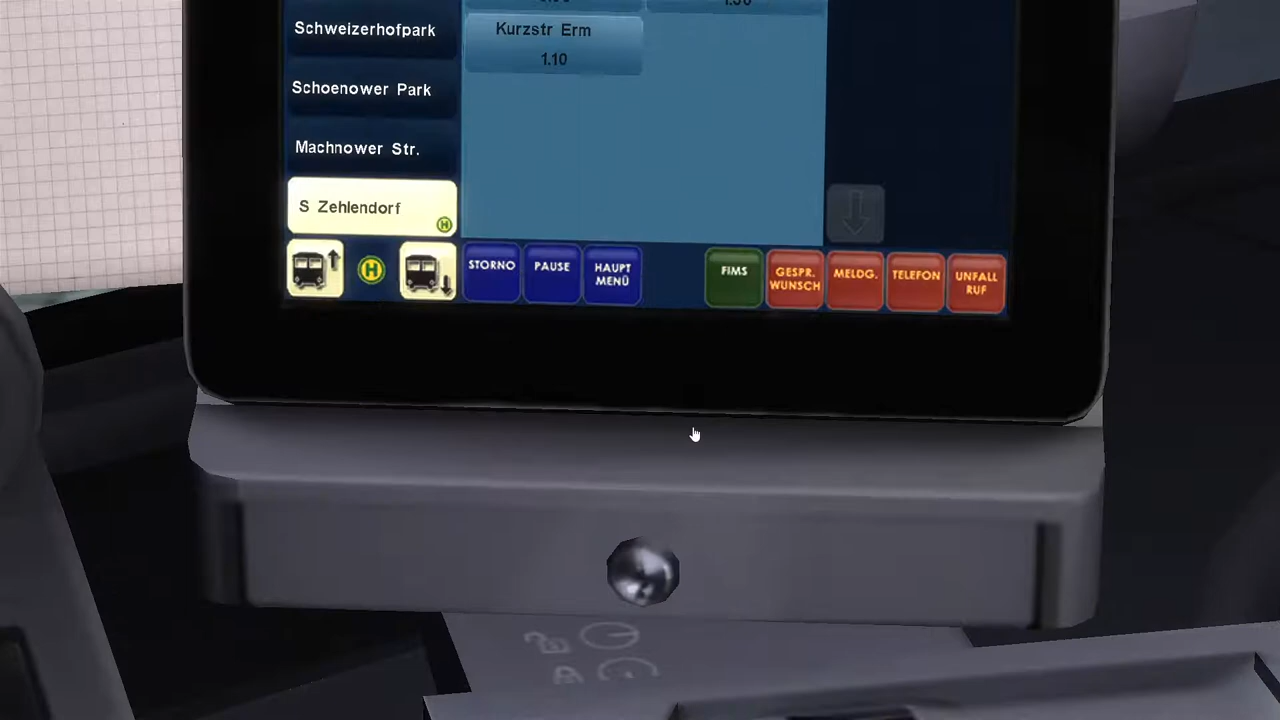 Schweizerhofpark
Kurzstr Erm
1.10
Schoenower Park
Machnower Str.
S Zehlendorf
H
H
STORNO
PAUSE
HAUPT
MENÜ
FIMS
GESPR.
WUNSCH
MELDG.
TELEFON
UNFALL
RUF